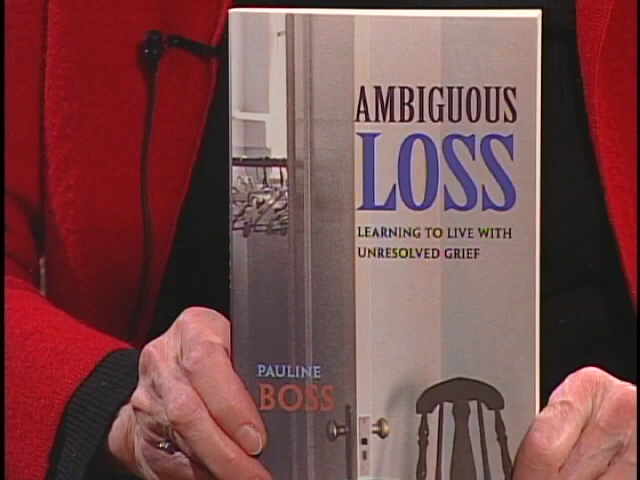 AMBIGUOUS
LOSS
LEARNING TO LIVE WITH
UNRESOLVED GRIEF
PAULINE
BOSS